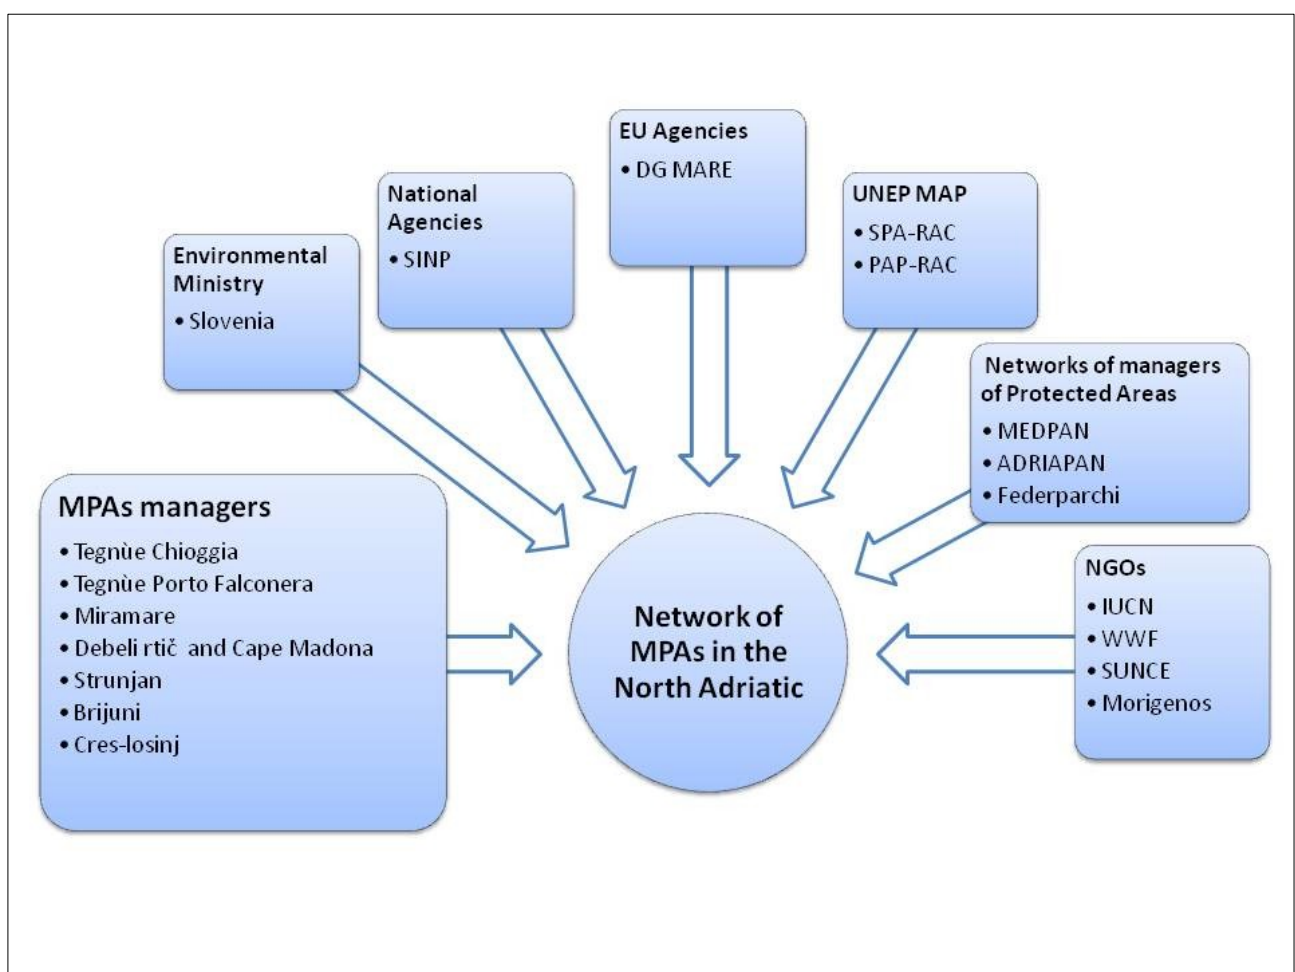 EU Agencies
• DG MARE
National
Agencies
• SINP
UNEP MAP
• SPA-RAC
• PAP-RAC
Environmental
Ministry
• Slovenia
Networks of managers
of Protected Areas
• MEDPAN
• ADRIAPAN
• Federparchi
MPAs managers
• Tegnùe Chioggia
• Tegnùe Porto Falconera
• Miramare
• Debeli rtič and Cape Madona
• Strunjan
• Brijuni
• Cres-losinj
Network of
MPAs in the
North Adriatic
NGOs
• IUCN
• WWF
• SUNCE
• Morigenos